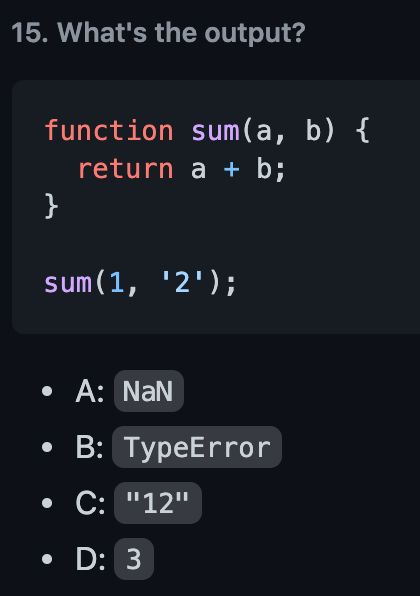 15. What's the output?
function sum(a, b) {
  return a + b;
}
sum(1, '2');
• A: NaN
• B: TypeError
• C: "12"
• D: 3